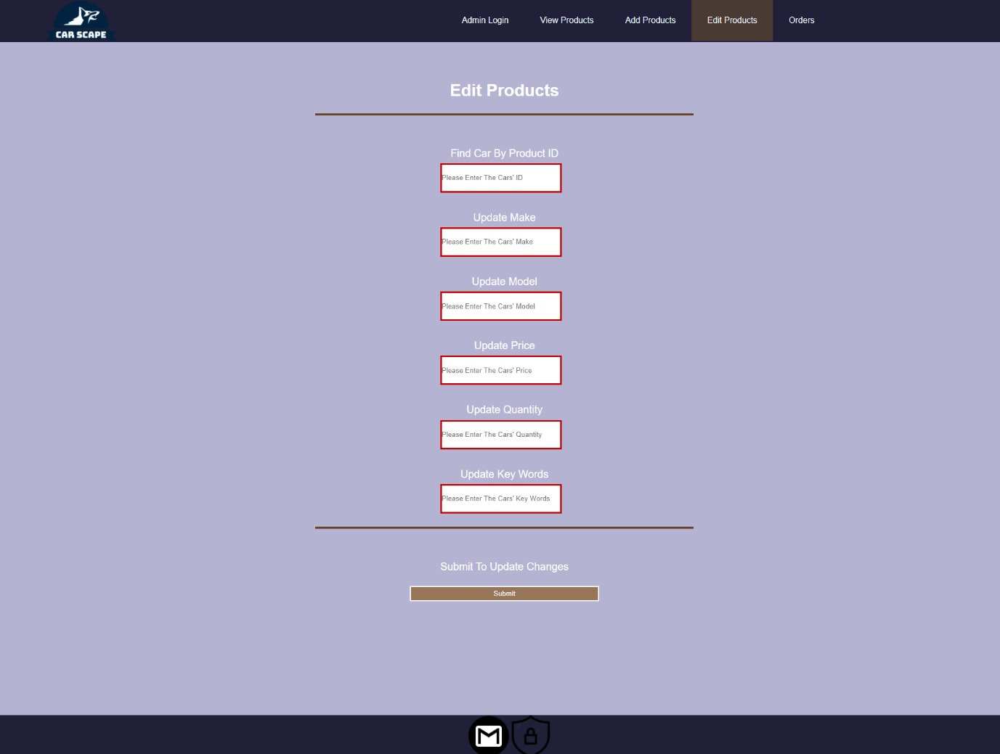 CAR SCAPE
Admin Login View Products Add Products Edit Products Orders
Edit Products
Find Car By Product ID
Please Enter The Cars' ID
Update Make
Please Enter The Cars' Make
Update Model
Please Enter The Cars' Model
Update Price
Please Enter The Cars' Price
Update Quantity
Please Enter The Cars' Quantity
Update Key Words
Please Enter The Cars' Key Words
Submit To Update Changes
Submit